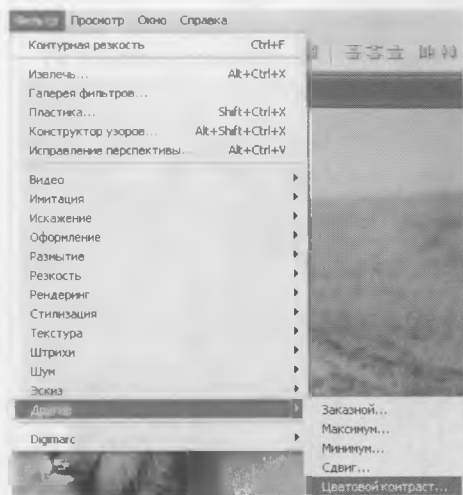 Фильтр Просмотр Окно Справка
Контурная резкость Ctrl+F
Извлечь... Alt+Ctrl+X
Галерея фильтров...
Пластика... Shift+Ctrl+X
Конструктор узоров... Alt+Shift+Ctrl+X
Исправление перспективы... Alt+Ctrl+V
Видео
Имитация
Искажение
Оформление
Размытие
Резкость
Рендеринг
Стилизация
Текстура
Штрихи
Шум
Эскиз
Другие
Digimarc
Заказной...
Максимум...
Минимум...
Сдвиг...
Цветовой контраст...